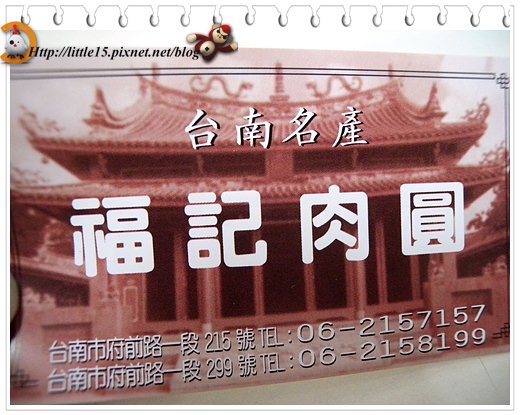 Http://little15.pixnet.net/blog
台南名產
福記肉圓
台南市府前路一段 215 號 TEL : 06-2157157
台南市府前路一段 299 號 TEL : 06-2158199